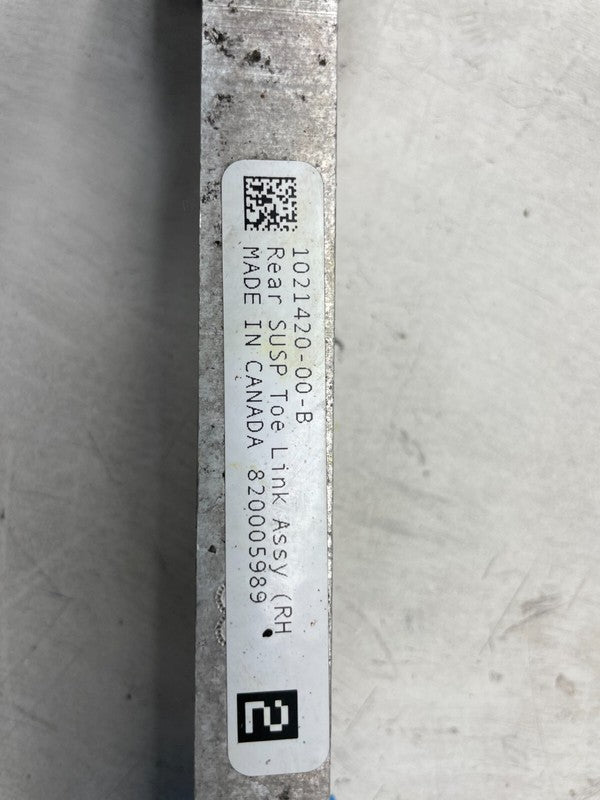 1021420-00-B
Rear SUSP Toe Link Assy (RH
MADE IN CANADA 820005989
2